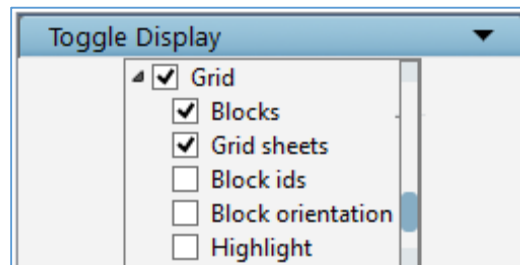 Toggle Display
Grid
Blocks
Grid sheets
Block ids
Block orientation
Highlight